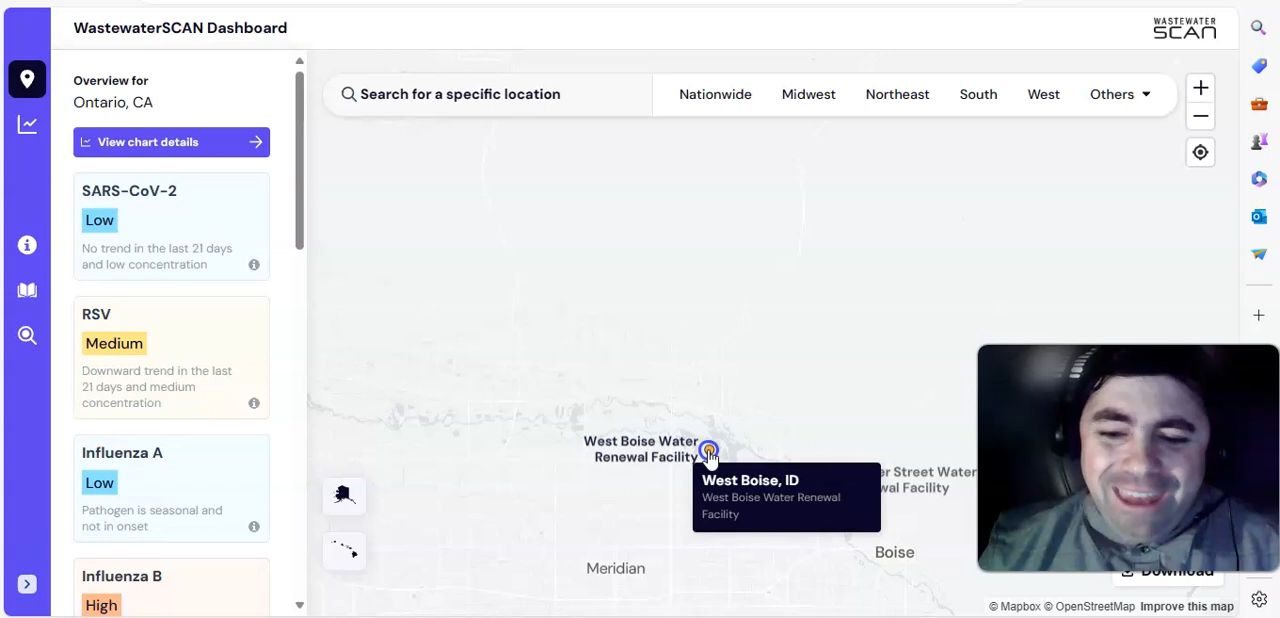 WastewaterSCAN Dashboard
WASTEWATER
SCAN
Overview for
Ontario, CA
View chart details
SARS-CoV-2
Low
No trend in the last 21 days
and low concentration
RSV
Medium
Downward trend in the last
21 days and medium
concentration
Influenza A
Low
Pathogen is seasonal and
not in onset
Influenza B
High
Search for a specific location
Nationwide
Midwest
Northeast
South
West
Others
West Boise Water
Renewal Facility
West Boise, ID
West Boise Water Renewal
Facility
er Street Water
wal Facility
Boise
Meridian
Download
© Mapbox © OpenStreetMap Improve this map